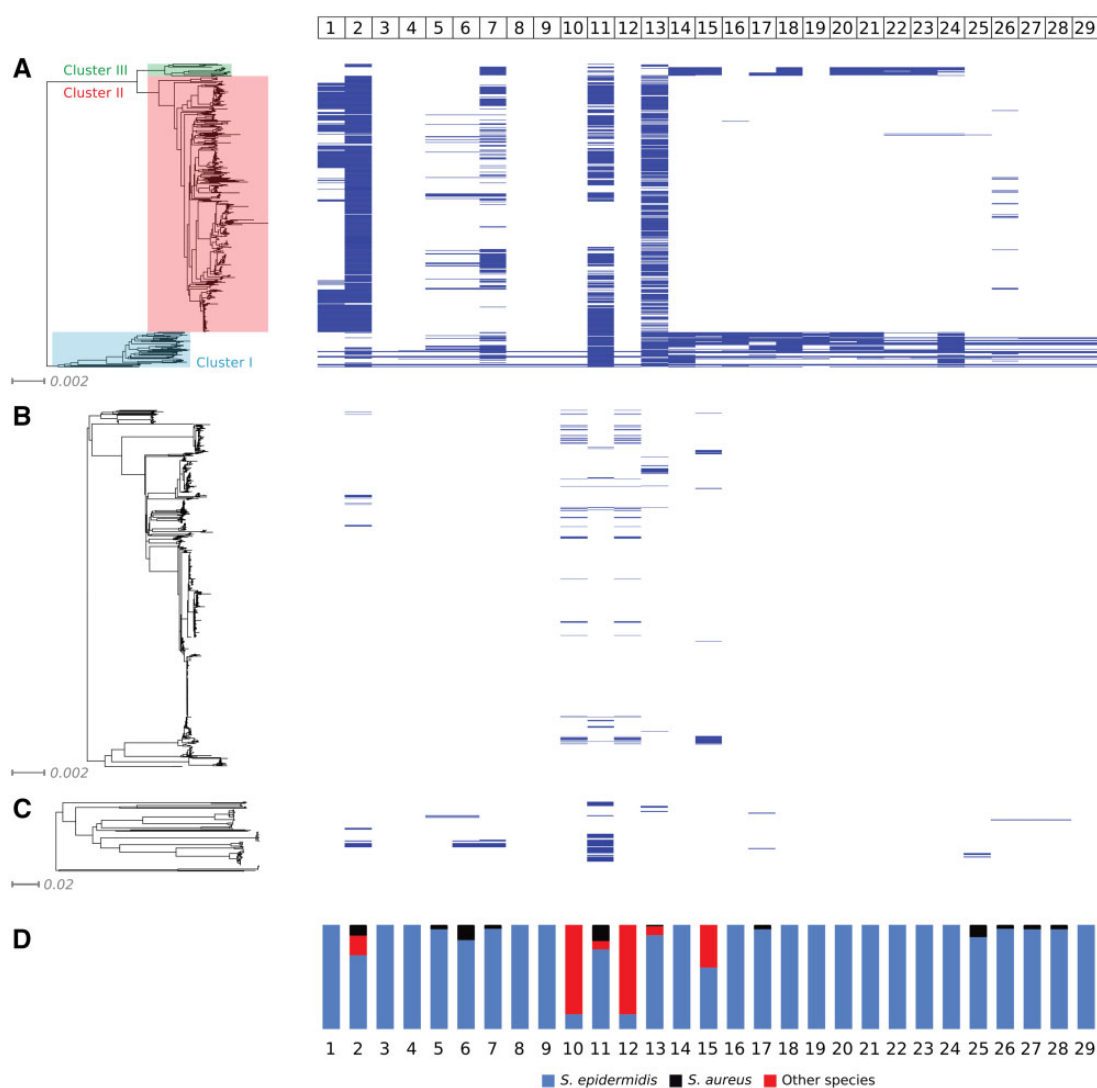 1 2 3 4 5 6 7 8 9 10 11 12 13 14 15 16 17 18 19 20 21 22 23 24 25 26 27 28 29
A
Cluster III
Cluster II
Cluster I
0.002
B
0.002
C
0.02
D
1 2 3 4 5 6 7 8 9 10 11 12 13 14 15 16 17 18 19 20 21 22 23 24 25 26 27 28 29
S. epidermidis S. aureus Other species